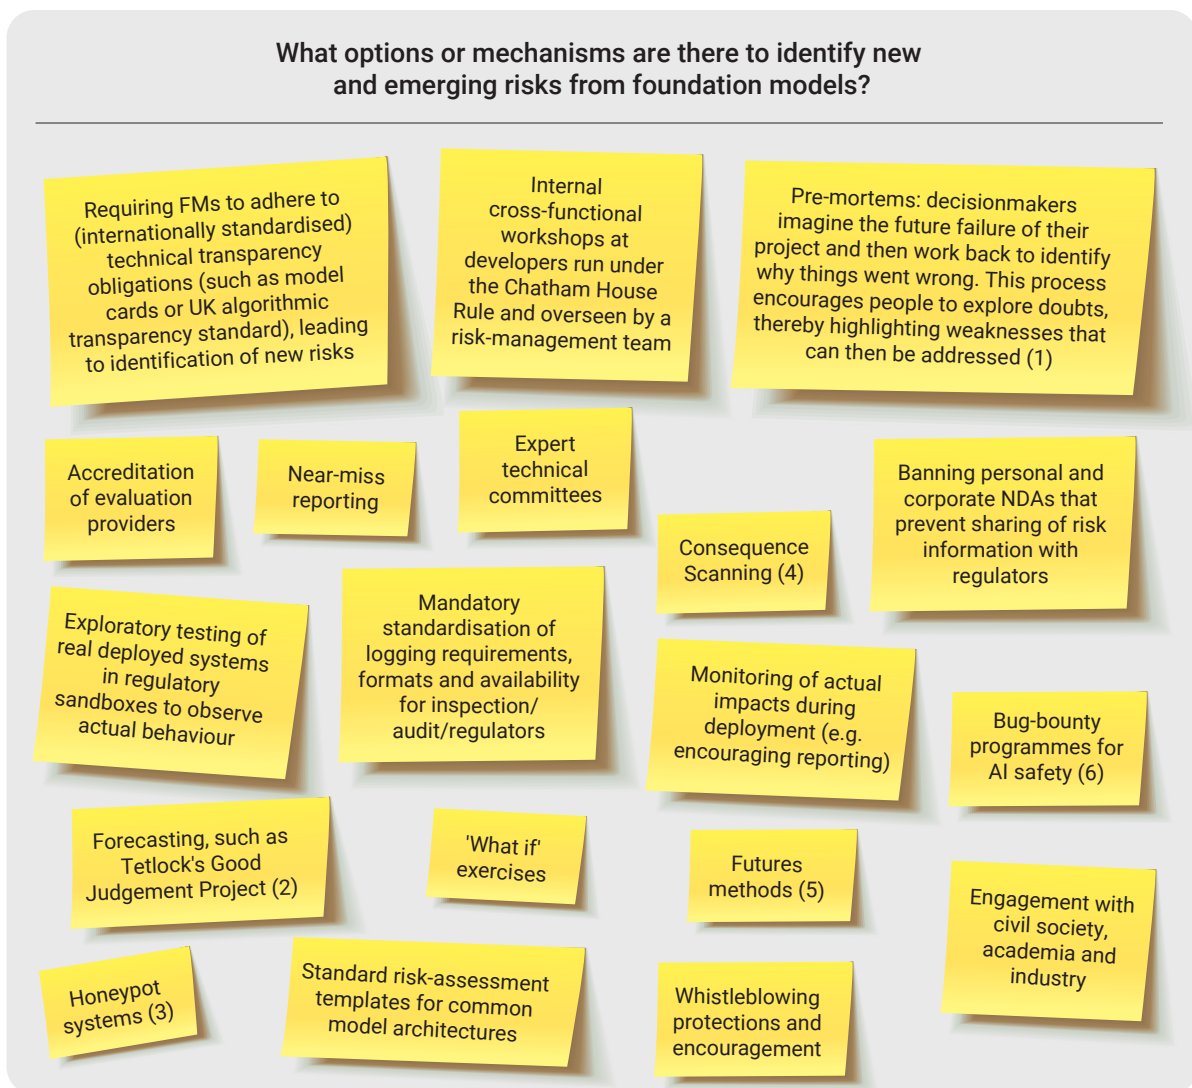 What options or mechanisms are there to identify new
and emerging risks from foundation models?
Requiring FMs to adhere to
(internationally standardised)
technical transparency
obligations (such as model
cards or UK algorithmic
transparency standard), leading
to identification of new risks
Internal
cross-functional
workshops at
developers run under
the Chatham House
Rule and overseen by a
risk-management team
Pre-mortems: decisionmakers
imagine the future failure of their
project and then work back to identify
why things went wrong. This process
encourages people to explore doubts,
thereby highlighting weaknesses that
can then be addressed (1)
Accreditation
of evaluation
providers
Near-miss
reporting
Expert
technical
committees
Consequence
Scanning (4)
Banning personal and
corporate NDAs that
prevent sharing of risk
information with
regulators
Exploratory testing of
real deployed systems
in regulatory
sandboxes to observe
actual behaviour
Mandatory
standardisation of
logging requirements,
formats and availability
for inspection/
audit/regulators
Monitoring of actual
impacts during
deployment (e.g.
encouraging reporting)
Bug-bounty
programmes for
AI safety (6)
Forecasting, such as
Tetlock's Good
Judgement Project (2)
'What if'
exercises
Futures
methods (5)
Engagement with
civil society,
academia and
industry
Honeypot
systems (3)
Standard risk-assessment
templates for common
model architectures
Whistleblowing
protections and
encouragement